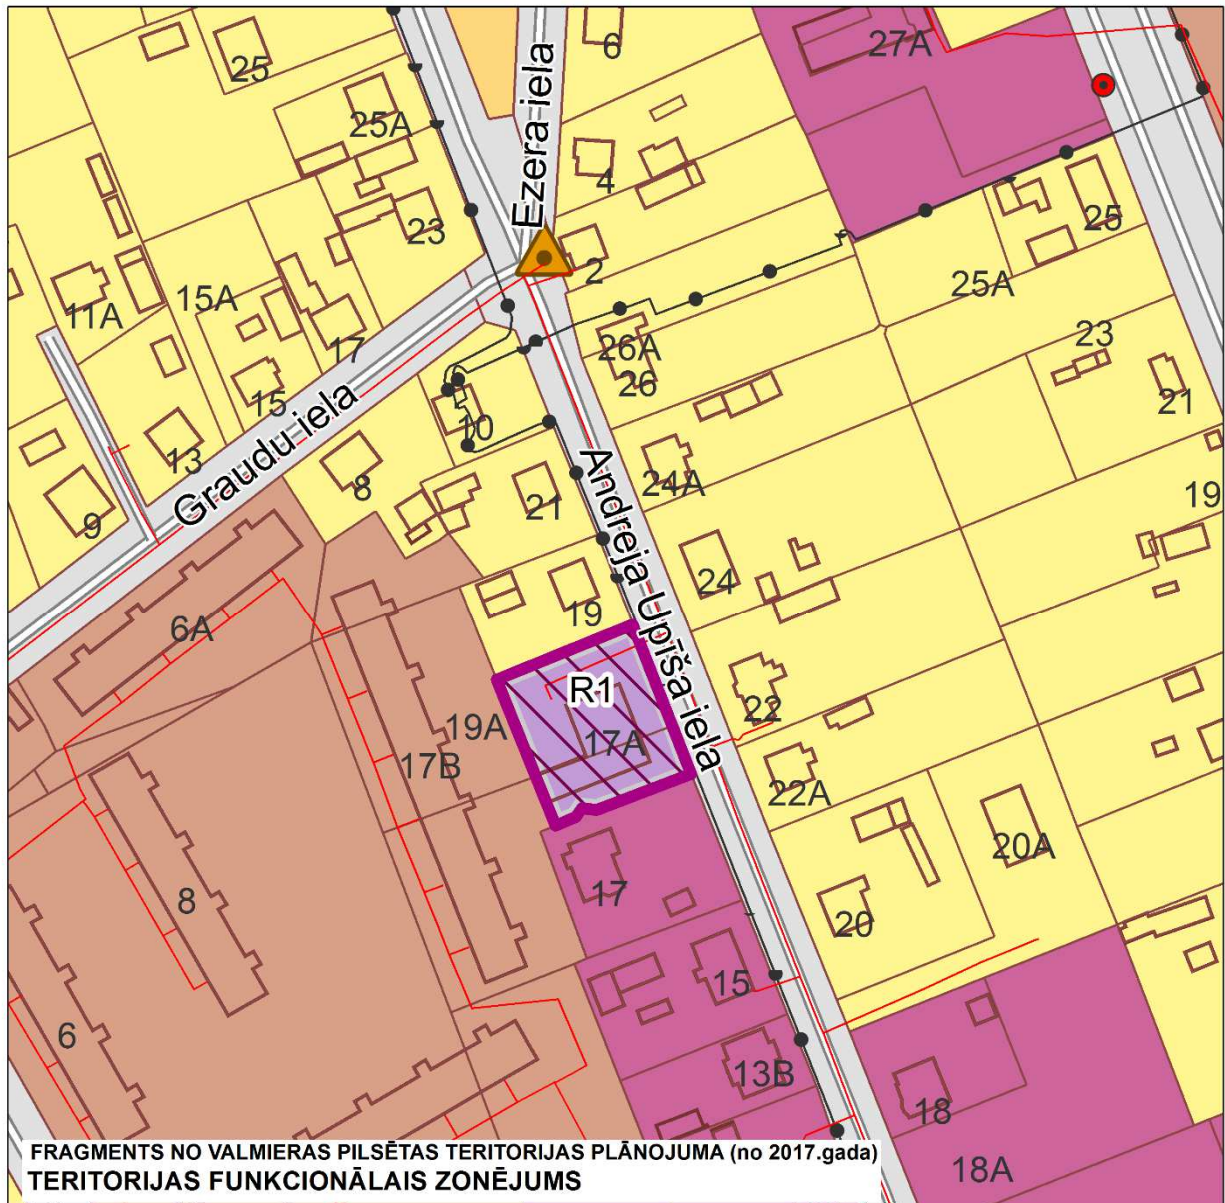 25
6
27A
25A
Ezera iela
4
23
25
2
11A
15A
25A
17
26A
23
26
15
21
10
Graudu iela
13
8
Andreja Upīša iela
24A
19
21
9
24
19
6A
R1
22
19A
17A
17B
22A
20A
17
8
20
15
6
13B
18
FRAGMENTS NO VALMIERAS PILSĒTAS TERITORIJAS PLĀNOJUMA (no 2017.gada)
18A
TERITORIJAS FUNKCIONĀLAIS ZONĒJUMS